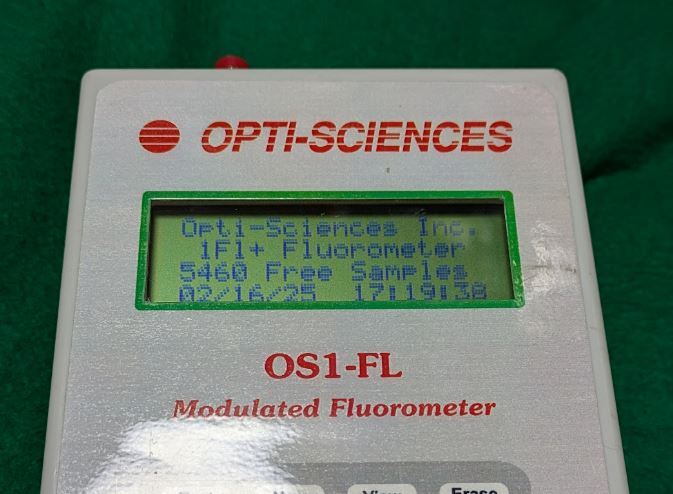 OPTI-SCIENCES
Opti-Sciences Inc.
1Fl+ Fluorometer
5460 Free Samples
02/16/25 17:19:38
OS1-FL
Modulated Fluorometer
View Erase